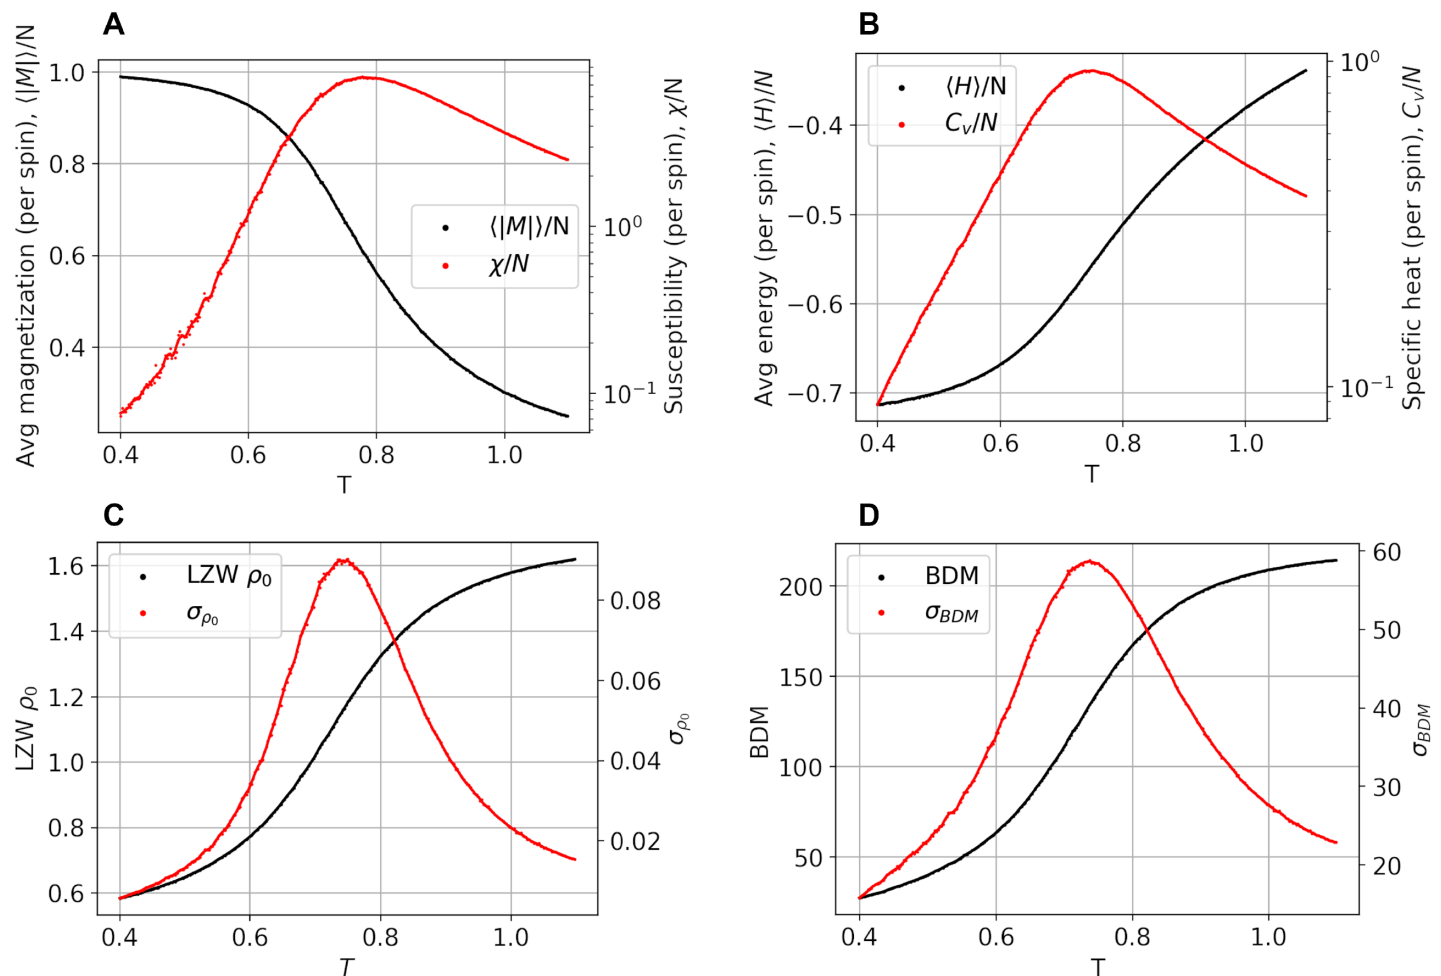 A
Avg magnetization (per spin), ⟨|M|⟩/N
1.0
0.8
0.6
0.4
⟨|M|⟩/N
χ/N
10⁰
10⁻¹
Susceptibility (per spin), χ/N
0.4 0.6 0.8 1.0
T
B
Avg energy (per spin), ⟨H⟩/N
−0.4
−0.5
−0.6
−0.7
⟨H⟩/N
Cᵥ/N
10⁰
10⁻¹
Specific heat (per spin), Cᵥ/N
0.4 0.6 0.8 1.0
T
C
LZW ρ₀
1.6
1.4
1.2
1.0
0.8
0.6
LZW ρ₀
σ_ρ₀
0.08
0.06
0.04
0.02
σ_ρ₀
0.4 0.6 0.8 1.0
T
D
BDM
200
150
100
50
BDM
σ_BDM
60
50
40
30
20
σ_BDM
0.4 0.6 0.8 1.0
T